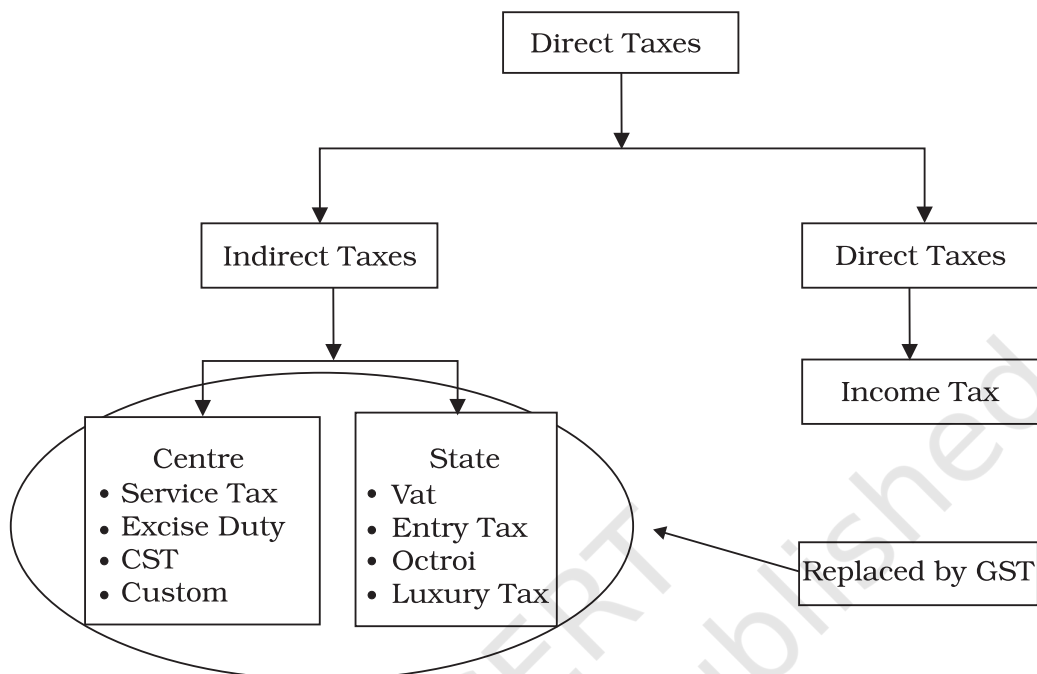 Direct Taxes
Indirect Taxes
Direct Taxes
Income Tax
Centre
• Service Tax
• Excise Duty
• CST
• Custom
State
• Vat
• Entry Tax
• Octroi
• Luxury Tax
Replaced by GST